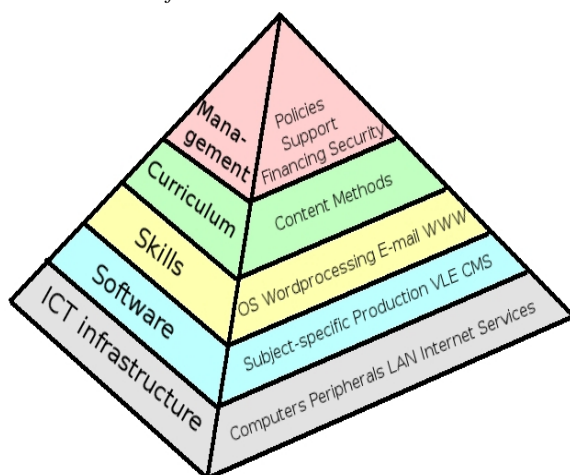 Mana-
gement
Policies
Support
Financing Security
Curriculum
Content Methods
Skills
OS Wordprocessing E-mail WWW
Software
Subject-specific Production VLE CMS
ICT infrastructure
Computers Peripherals LAN Internet Services